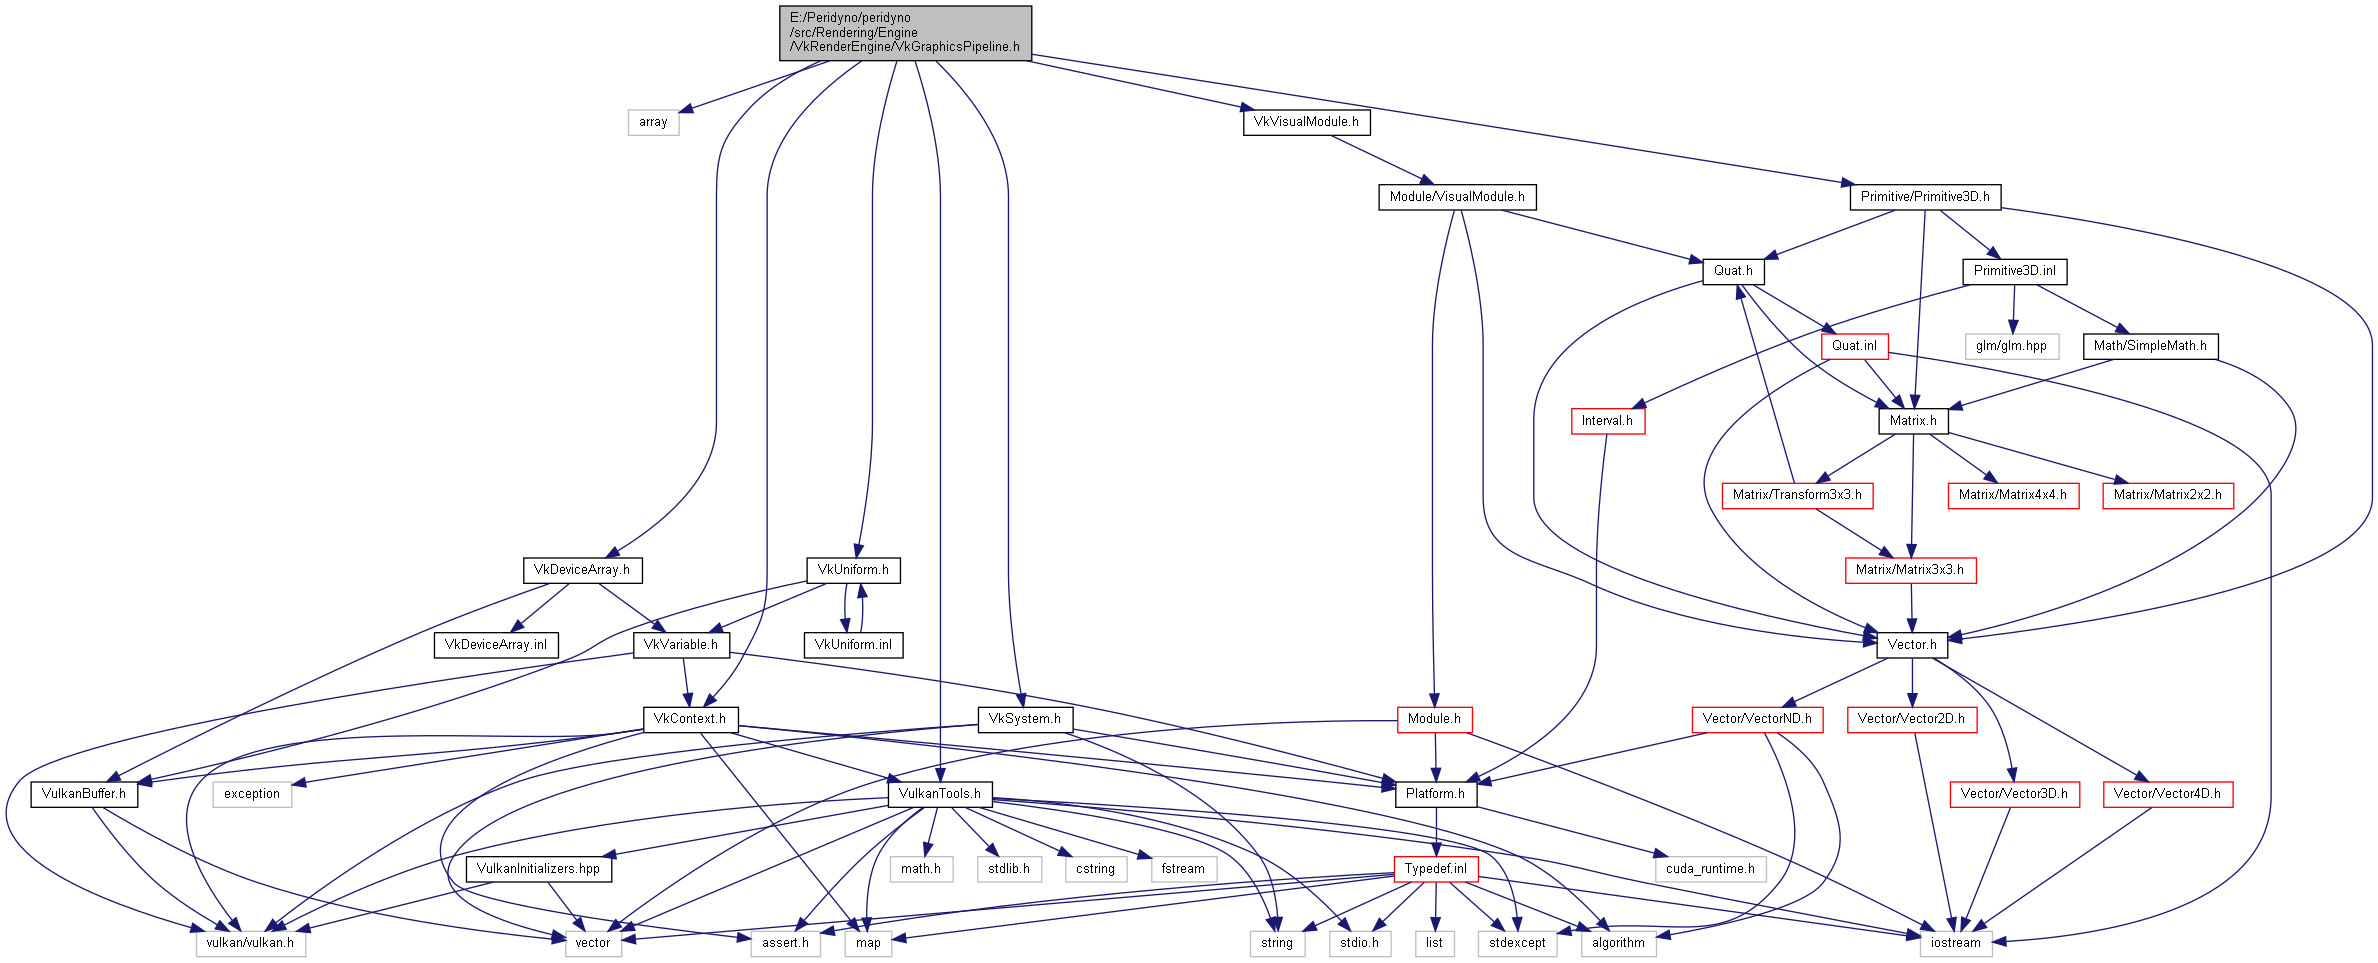 E:/Peridyno/peridyno
/src/Rendering/Engine
/VkRenderEngine/VkGraphicsPipeline.h
array
VkVisualModule.h
Module/VisualModule.h
Primitive/Primitive3D.h
Quat.h
Primitive3D.inl
Quat.inl
glm/glm.hpp
Math/SimpleMath.h
Interval.h
Matrix.h
Matrix/Transform3x3.h
Matrix/Matrix4x4.h
Matrix/Matrix2x2.h
VkDeviceArray.h
VkUniform.h
Matrix/Matrix3x3.h
VkDeviceArray.inl
VkVariable.h
VkUniform.inl
Vector.h
VkContext.h
VkSystem.h
Module.h
Vector/VectorND.h
Vector/Vector2D.h
VulkanBuffer.h
exception
VulkanTools.h
Platform.h
Vector/Vector3D.h
Vector/Vector4D.h
VulkanInitializers.hpp
math.h
stdlib.h
cstring
fstream
Typedef.inl
cuda_runtime.h
vulkan/vulkan.h
vector
assert.h
map
string
stdio.h
list
stdexcept
algorithm
iostream